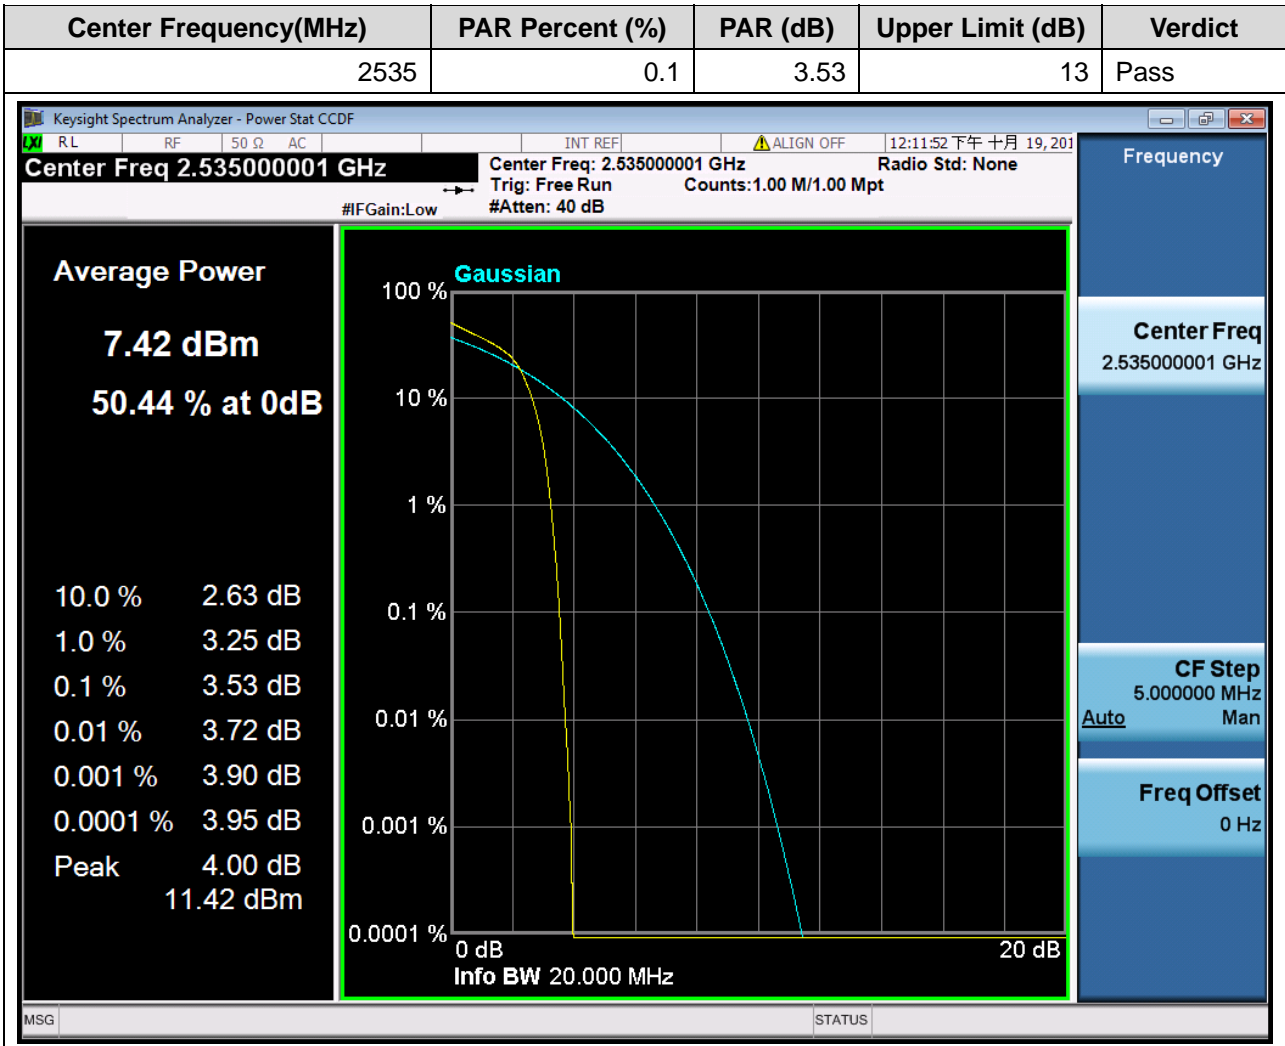 Center Frequency(MHz) PAR Percent (%) PAR (dB) Upper Limit (dB) Verdict
2535 0.1 3.53 13 Pass
Keysight Spectrum Analyzer - Power Stat CCDF
LXI RL RF 50 Ω AC INT REF ALIGN OFF 12:11:52下午 十月 19, 201
Center Freq 2.535000001 GHz
Center Freq: 2.535000001 GHz Radio Std: None
Trig: Free Run Counts:1.00 M/1.00 Mpt
#IFGain:Low #Atten: 40 dB
Average Power
7.42 dBm
50.44 % at 0dB
10.0 % 2.63 dB
1.0 % 3.25 dB
0.1 % 3.53 dB
0.01 % 3.72 dB
0.001 % 3.90 dB
0.0001 % 3.95 dB
Peak 4.00 dB
11.42 dBm
Gaussian
100 %
10 %
1 %
0.1 %
0.01 %
0.001 %
0.0001 %
0 dB 20 dB
Info BW 20.000 MHz
Frequency
Center Freq
2.535000001 GHz
CF Step
5.000000 MHz
Auto Man
Freq Offset
0 Hz
MSG STATUS